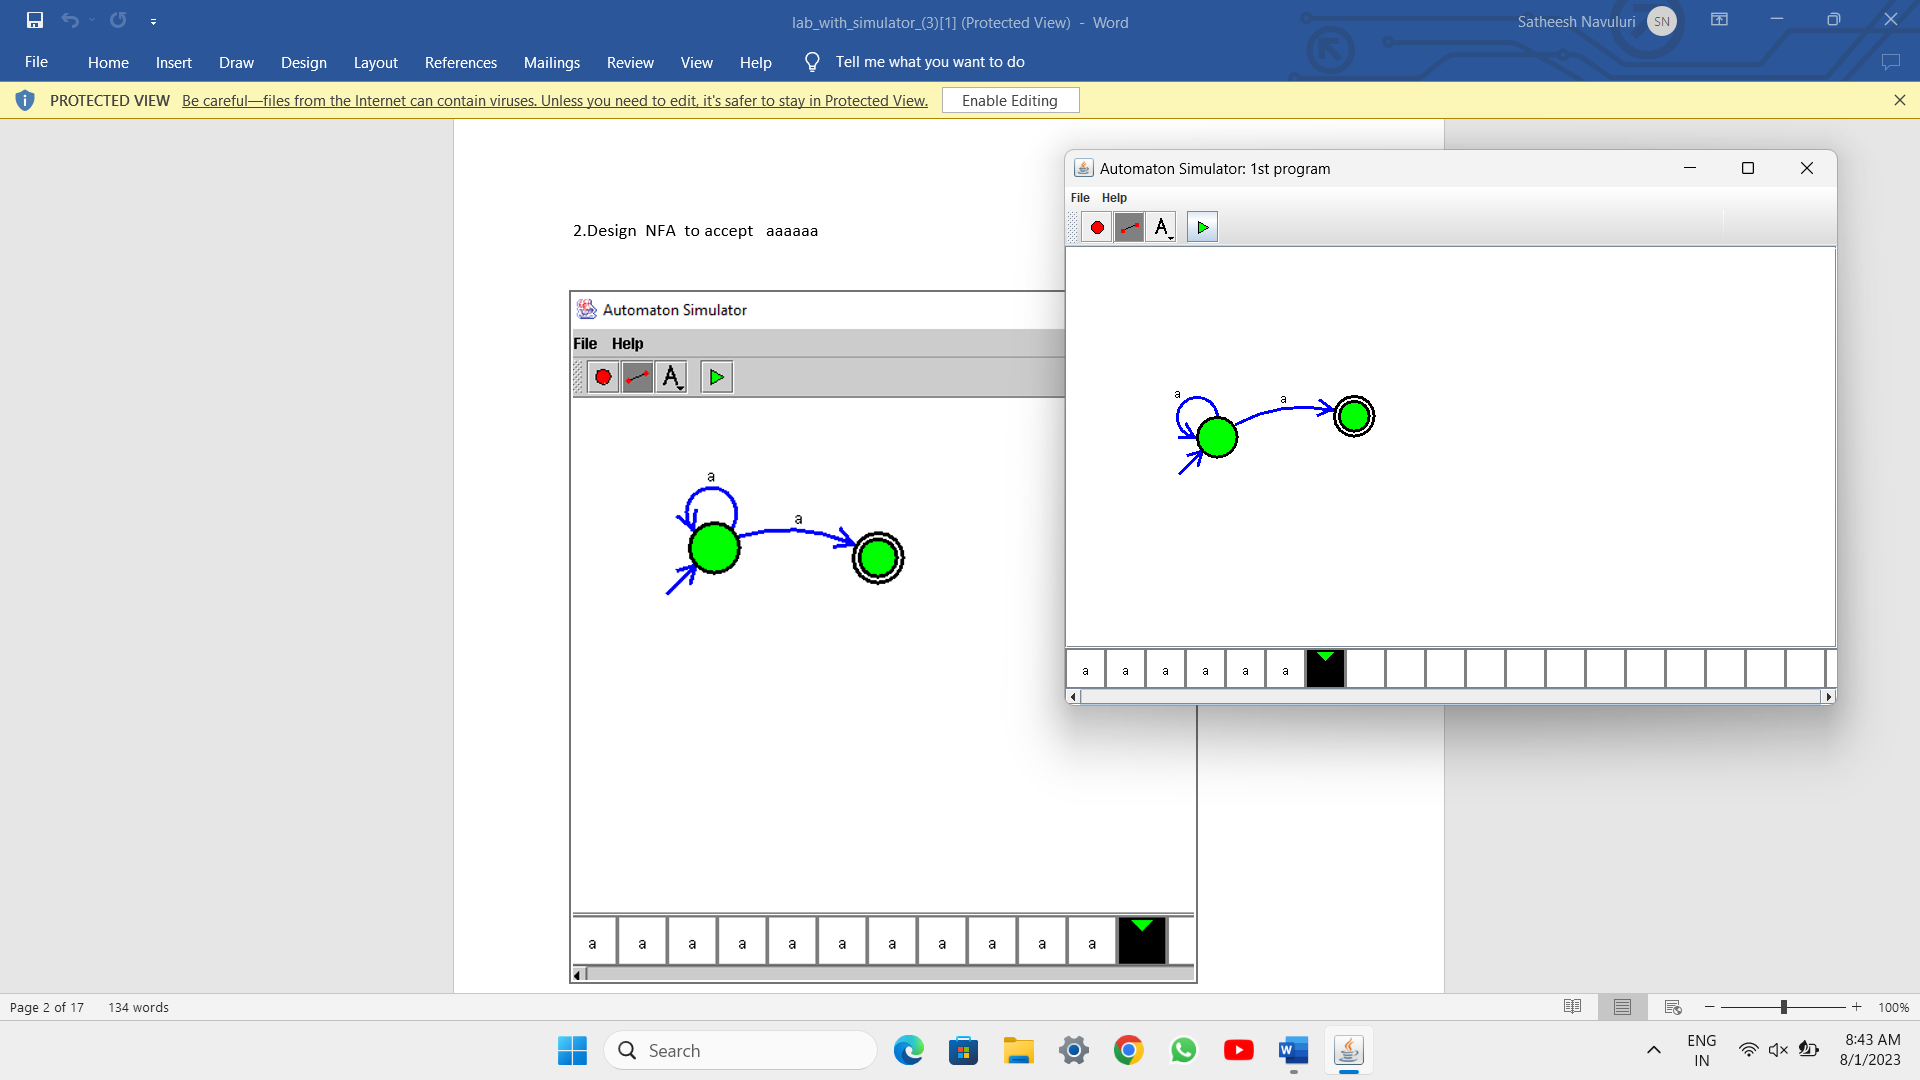 lab_with_simulator_(3)[1] (Protected View) - Word
Satheesh Navuluri SN
File Home Insert Draw Design Layout References Mailings Review View Help Tell me what you want to do
PROTECTED VIEW Be careful—files from the Internet can contain viruses. Unless you need to edit, it's safer to stay in Protected View. Enable Editing
2.Design NFA to accept aaaaaa
Automaton Simulator
File Help
A
a
a
a a a a a a a a a a a
Automaton Simulator: 1st program
File Help
A
a
a
a a a a a a
Page 2 of 17 134 words
100%
Search
W
ENG
IN
8:43 AM
8/1/2023